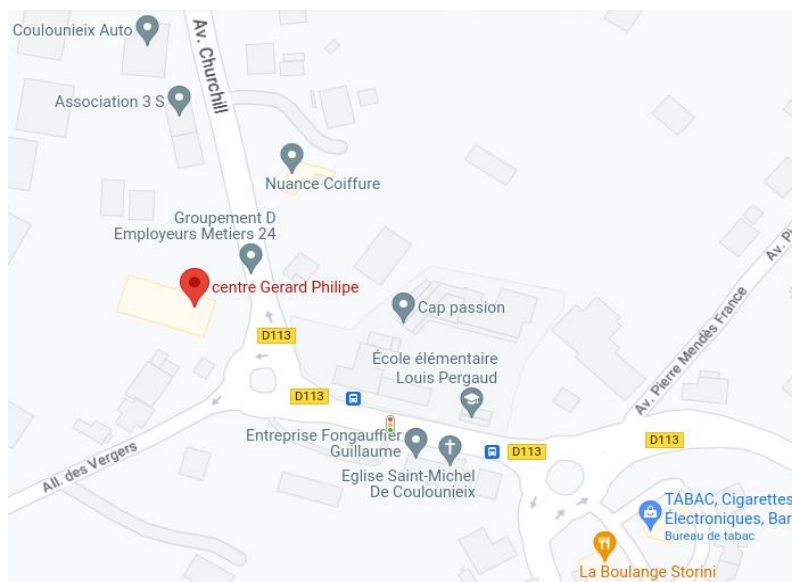 Coulounieix Auto
Av. Churchill
Association 3 S
Nuance Coiffure
Groupement D
Employeurs Metiers 24
centre Gerard Philipe
D113
Cap passion
École élémentaire
Louis Pergaud
D113
Entreprise Fongauffier
Guillaume
Eglise Saint-Michel
De Coulounieix
D113
D113
Av. Pierre Mendès France
All. des Vergers
TABAC, Cigarettes
Électroniques, Bar
Bureau de tabac
La Boulange Storini